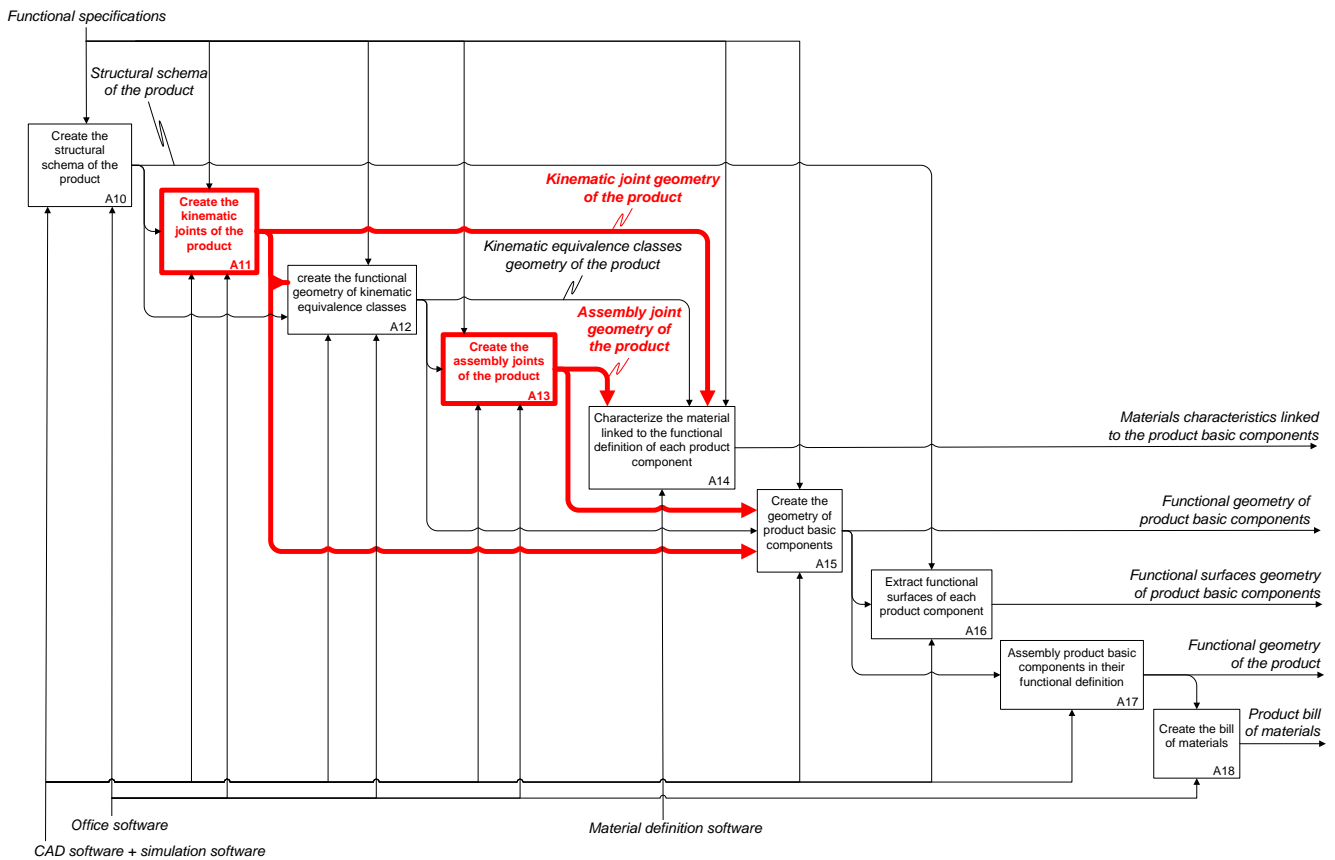 Functional specifications
Structural schema
of the product
Create the
structural
schema of the
product
A10
Create the
kinematic
joints of the
product
A11
Kinematic joint geometry
of the product
Kinematic equivalence classes
geometry of the product
create the functional
geometry of kinematic
equivalence classes
A12
Assembly joint
geometry of
the product
Create the
assembly joints
of the product
A13
Characterize the material
linked to the functional
definition of each product
component
A14
Materials characteristics linked
to the product basic components
Create the
geometry of
product basic
components
A15
Functional geometry of
product basic components
Extract functional
surfaces of each
product component
A16
Functional surfaces geometry
of product basic components
Assembly product basic
components in their
functional definition
A17
Functional geometry
of the product
Create the bill
of materials
A18
Product bill
of materials
Office software
Material definition software
CAD software + simulation software